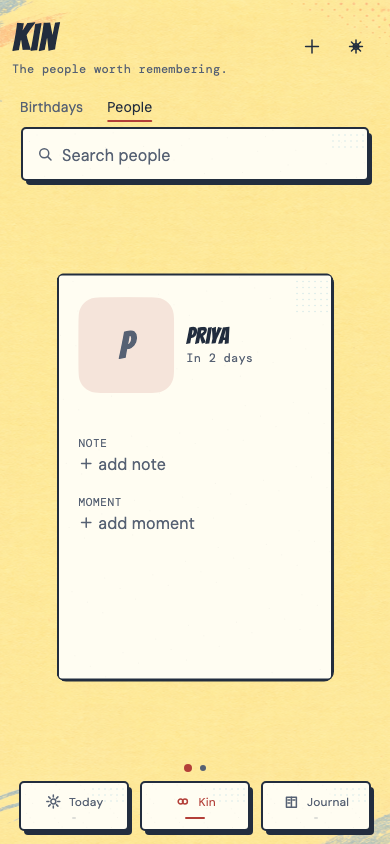 KIN
The people worth remembering.
Birthdays People
Search people
P
PRIYA
In 2 days
NOTE
+ add note
MOMENT
+ add moment
Today Kin Journal